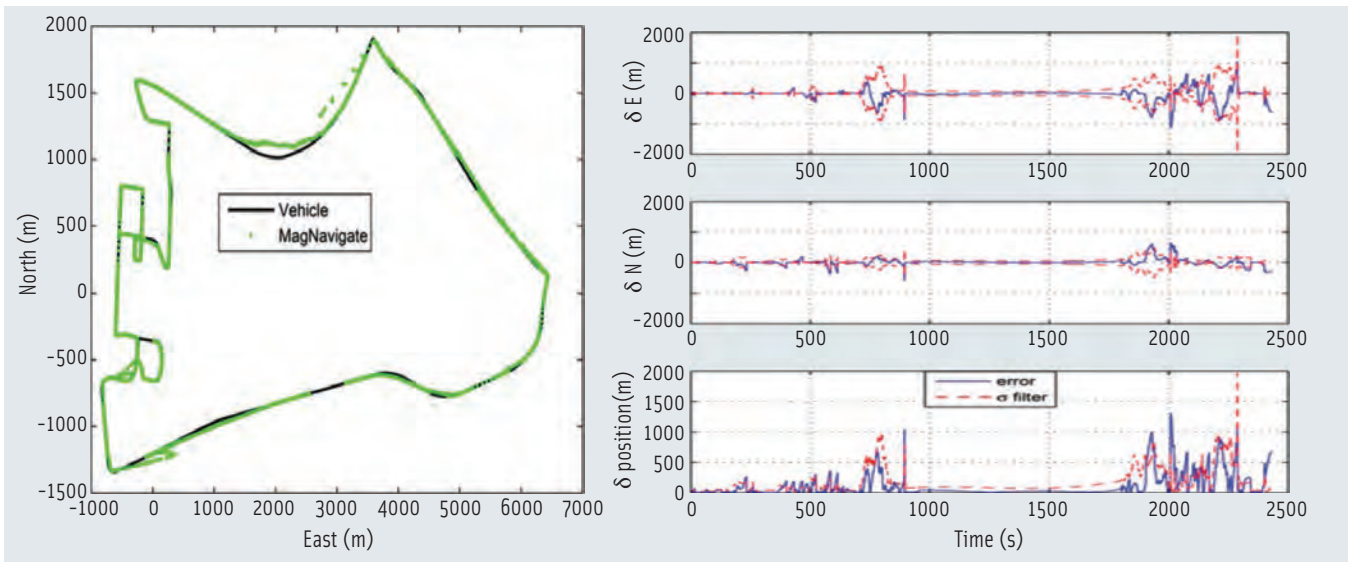 2000
1500
1000
500
0
-500
-1000
-1500
North (m)
Vehicle
MagNavigate
-1000 0 1000 2000 3000 4000 5000 6000 7000
East (m)
2000
0
-2000
δ E (m)
0 500 1000 1500 2000 2500
2000
0
-2000
δ N (m)
0 500 1000 1500 2000 2500
2000
1500
1000
500
0
δ position(m)
error
σ filter
0 500 1000 1500 2000 2500
Time (s)